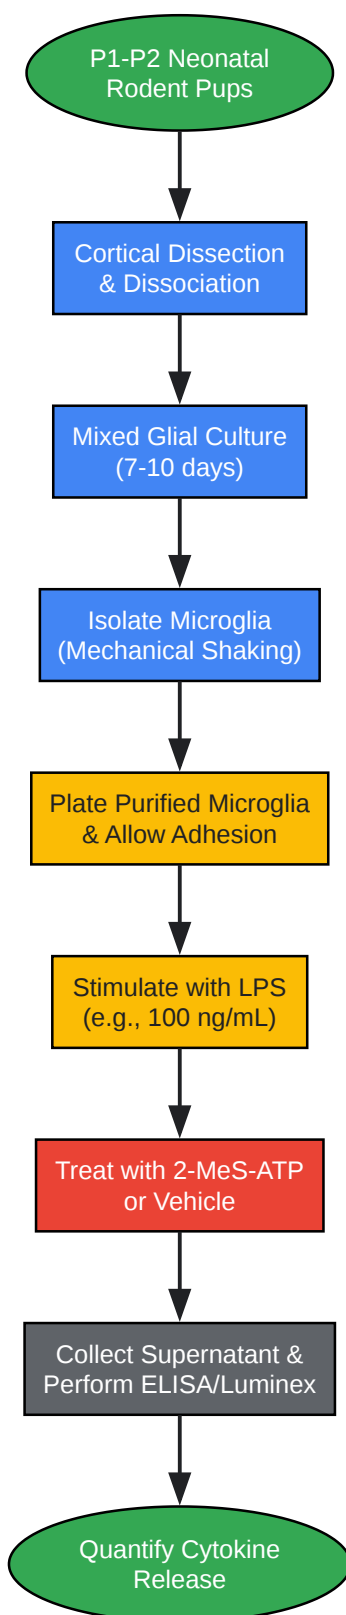 P1-P2 Neonatal
Rodent Pups
Cortical Dissection
& Dissociation
Mixed Glial Culture
(7-10 days)
Isolate Microglia
(Mechanical Shaking)
Plate Purified Microglia
& Allow Adhesion
Stimulate with LPS
(e.g., 100 ng/mL)
Treat with 2-MeS-ATP
or Vehicle
Collect Supernatant &
Perform ELISA/Luminex
Quantify Cytokine
Release